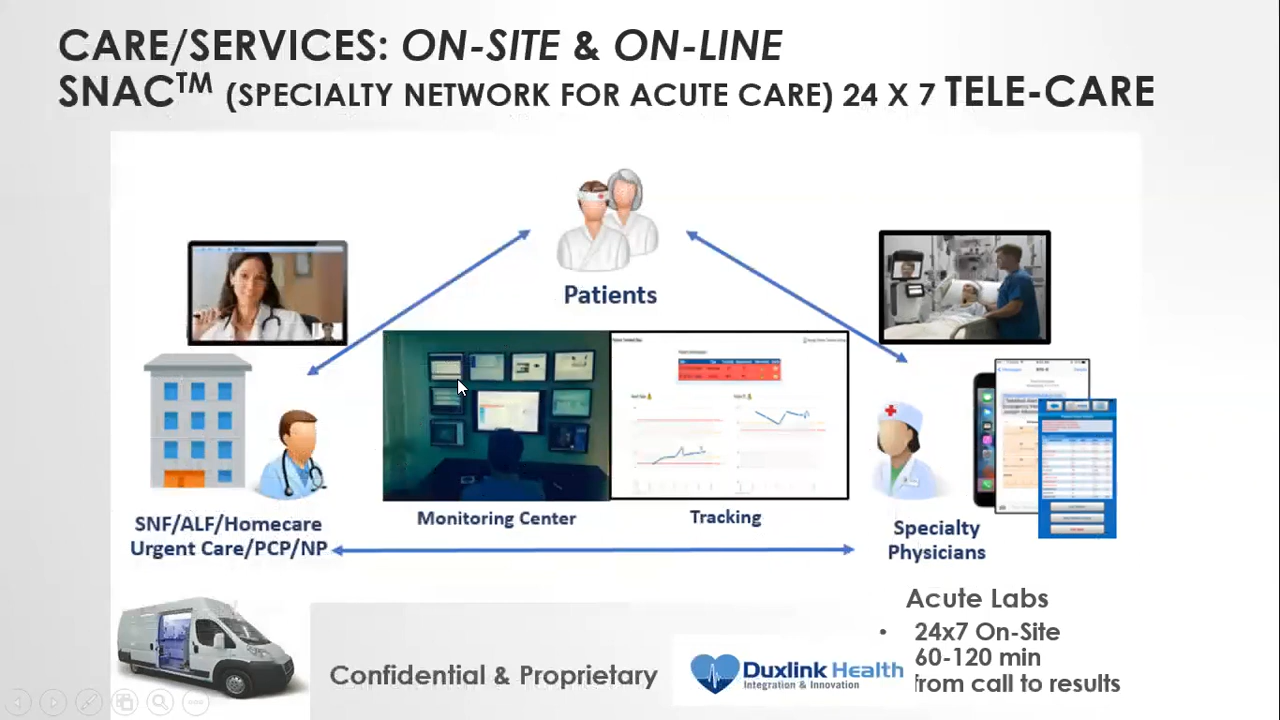 CARE/SERVICES: ON-SITE & ON-LINE
SNAC™ (SPECIALTY NETWORK FOR ACUTE CARE) 24 X 7 TELE-CARE
Patients
Monitoring Center
Tracking
SNF/ALF/Homecare
Urgent Care/PCP/NP
Specialty
Physicians
Acute Labs
• 24x7 On-Site
60-120 min
from call to results
Confidential & Proprietary
Duxlink Health
Integration & Innovation